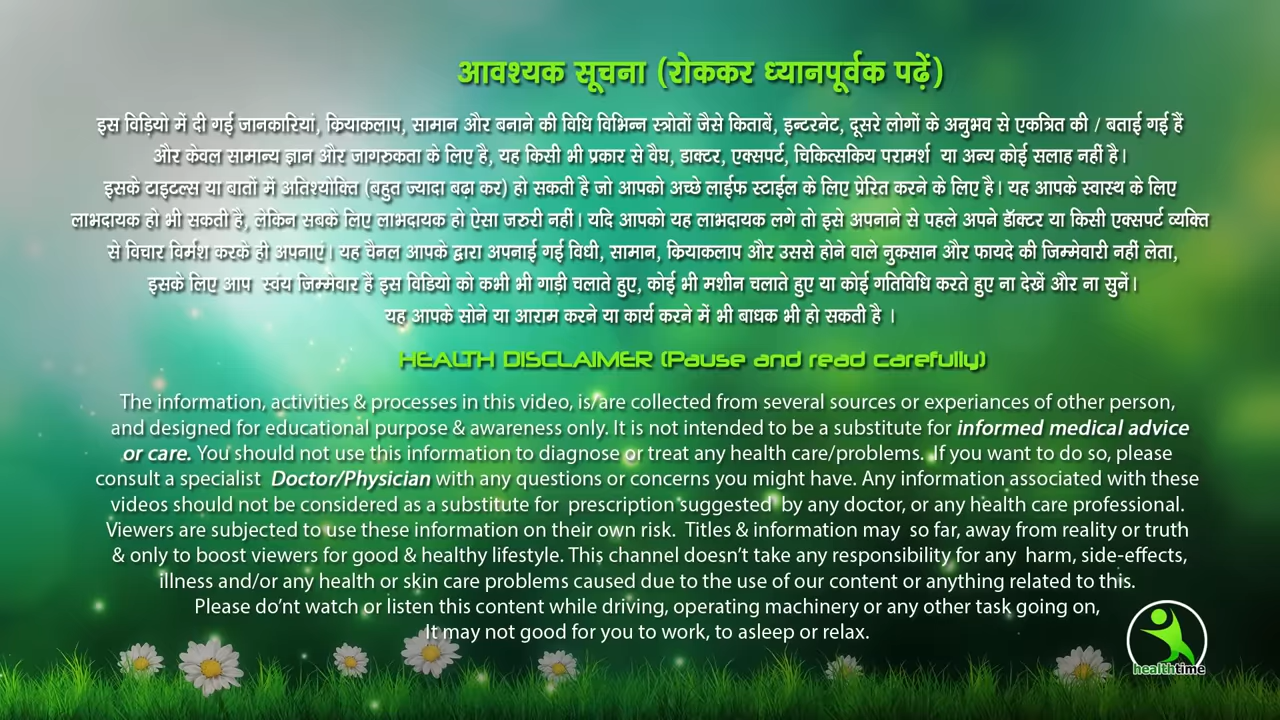 आवश्यक सूचना (रोककर ध्यानपूर्वक पढ़ें)
इस विड़ियो में दी गई जानकारियां, कियाकलाप, सामान और बनाने की विधि विभिन्न स्त्रोतों जैसे किताबें, इन्टरनेट, दूसरे लोगों के अनुभव से एकत्रित की / बताई गई हैं
और केवल सामान्य ज्ञान और जागरुकता के लिए है, यह किसी भी प्रकार से वैघ, डाक्टर, एक्सपर्ट, चिकित्सकिय परामर्श या अन्य कोई सलाह नहीं है।
इसके टाइटल्स या बातों में अतिश्योक्ति (बहुत ज्यादा बढ़ा कर) हो सकती है जो आपको अच्छे लाईफ स्टाईल के लिए प्रेरित करने के लिए है। यह आपके स्वास्थ के लिए
लाभदायक हो भी सकती है, लेकिन सबके लिए लाभदायक हो ऐसा जरुरी नहीं। यदि आपको यह लाभदायक लगे तो इसे अपनाने से पहले अपने डॉक्टर या किसी एक्सपर्ट व्यक्ति
से विचार विर्मश करके ही अपनाएं। यह चैनल आपके द्वारा अपनाई गई विधी, सामान, कियाकलाप और उससे होने वाले नुकसान और फायदे की जिम्मेवारी नहीं लेता,
इसके लिए आप स्वंय जिम्मेवार हैं इस विडियो को कभी भी गाड़ी चलाते हुए, कोई भी मशीन चलाते हुए या कोई गतिविधि करते हुए ना देखें और ना सुनें।
यह आपके सोने या आराम करने या कार्य करने में भी बाधक भी हो सकती है ।
HEALTH DISCLAIMER (Pause and read carefully)
The information, activities & processes in this video, is/are collected from several sources or experiances of other person,
and designed for educational purpose & awareness only. It is not intended to be a substitute for informed medical advice
or care. You should not use this information to diagnose or treat any health care/problems. If you want to do so, please
consult a specialist Doctor/Physician with any questions or concerns you might have. Any information associated with these
videos should not be considered as a substitute for prescription suggested by any doctor, or any health care professional.
Viewers are subjected to use these information on their own risk. Titles & information may so far, away from reality or truth
& only to boost viewers for good & healthy lifestyle. This channel doesn't take any responsibility for any harm, side-effects,
illness and/or any health or skin care problems caused due to the use of our content or anything related to this.
Please do'nt watch or listen this content while driving, operating machinery or any other task going on,
It may not good for you to work, to asleep or relax.
healthtime